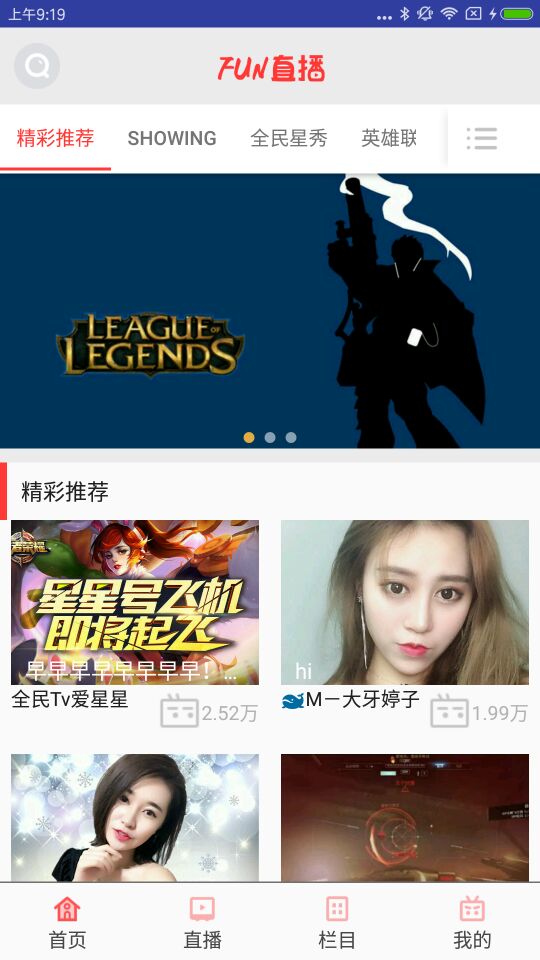 上午9:19
FUN直播
精彩推荐 SHOWING 全民星秀 英雄联
LEAGUE OF
LEGENDS
精彩推荐
者荣耀
星星号飞机
即将起飞
早早早早早早早早！...
hi
全民Tv爱星星
2.52万
M一大牙婷子
1.99万
首页 直播 栏目 我的